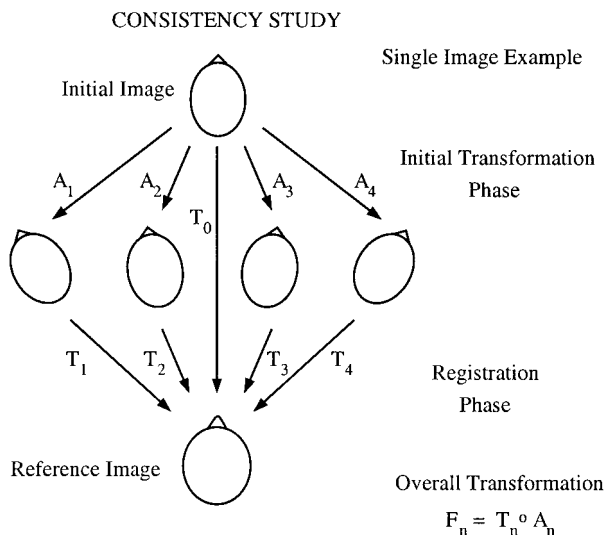 CONSISTENCY STUDY
Single Image Example
Initial Image
Initial Transformation
Phase
A1
A2
A3
A4
T0
T1
T2
T3
T4
Registration
Phase
Reference Image
Overall Transformation
Fn = Tn o An